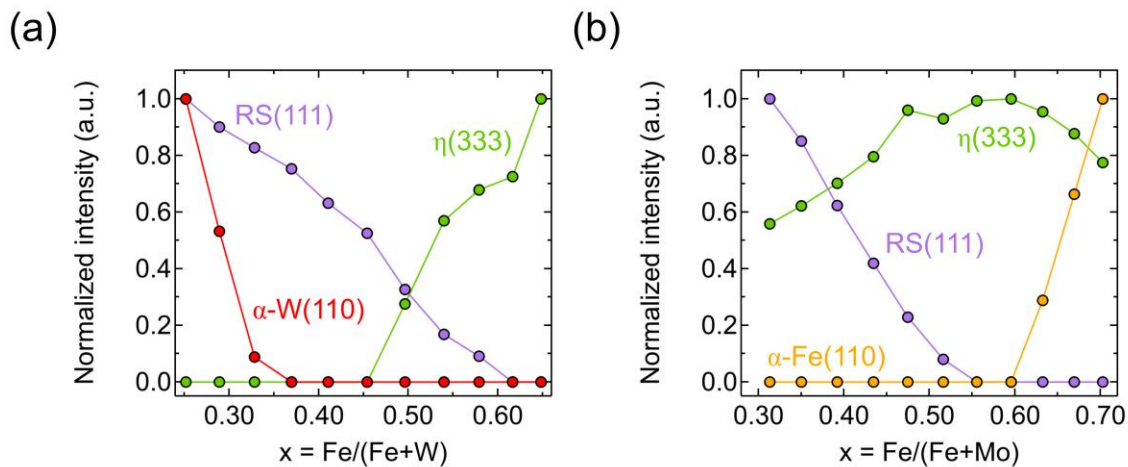 (a)
Normalized intensity (a.u.)
1.0
0.8
0.6
0.4
0.2
0.0
RS(111)
η(333)
α-W(110)
0.30
0.40
0.50
0.60
x = Fe/(Fe+W)
(b)
Normalized intensity (a.u.)
1.0
0.8
0.6
0.4
0.2
0.0
η(333)
RS(111)
α-Fe(110)
0.30
0.40
0.50
0.60
0.70
x = Fe/(Fe+Mo)